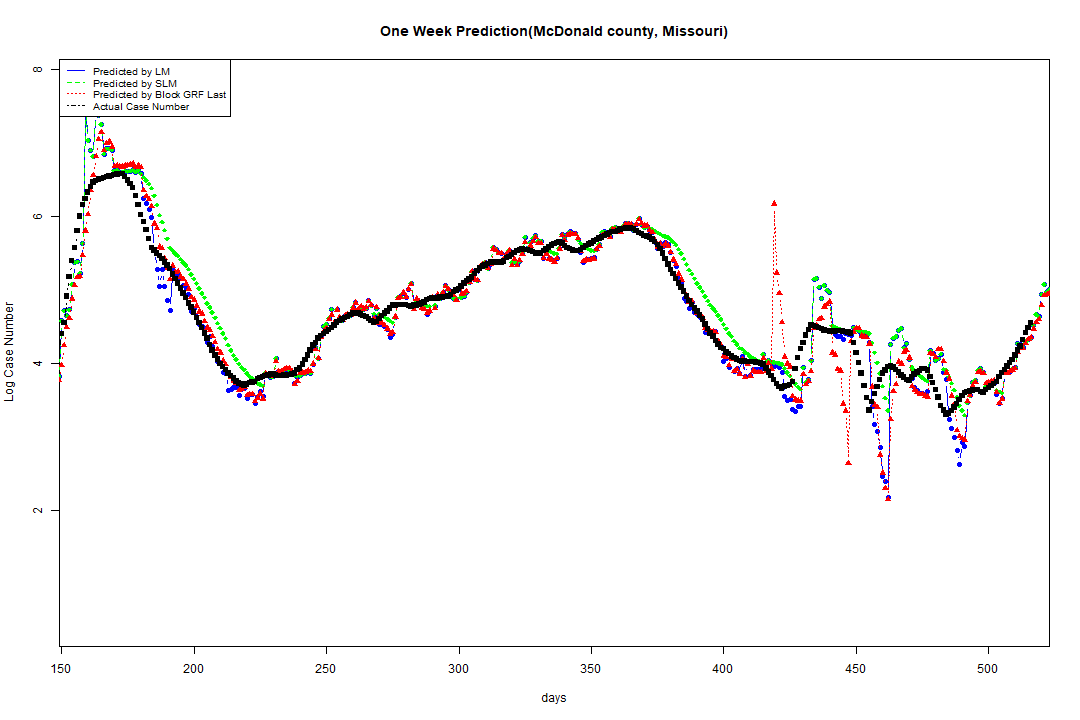 One Week Prediction(McDonald county, Missouri)
Predicted by LM
Predicted by SLM
Predicted by Block GRF Last
Actual Case Number
8
6
4
2
Log Case Number
150 200 250 300 350 400 450 500
days